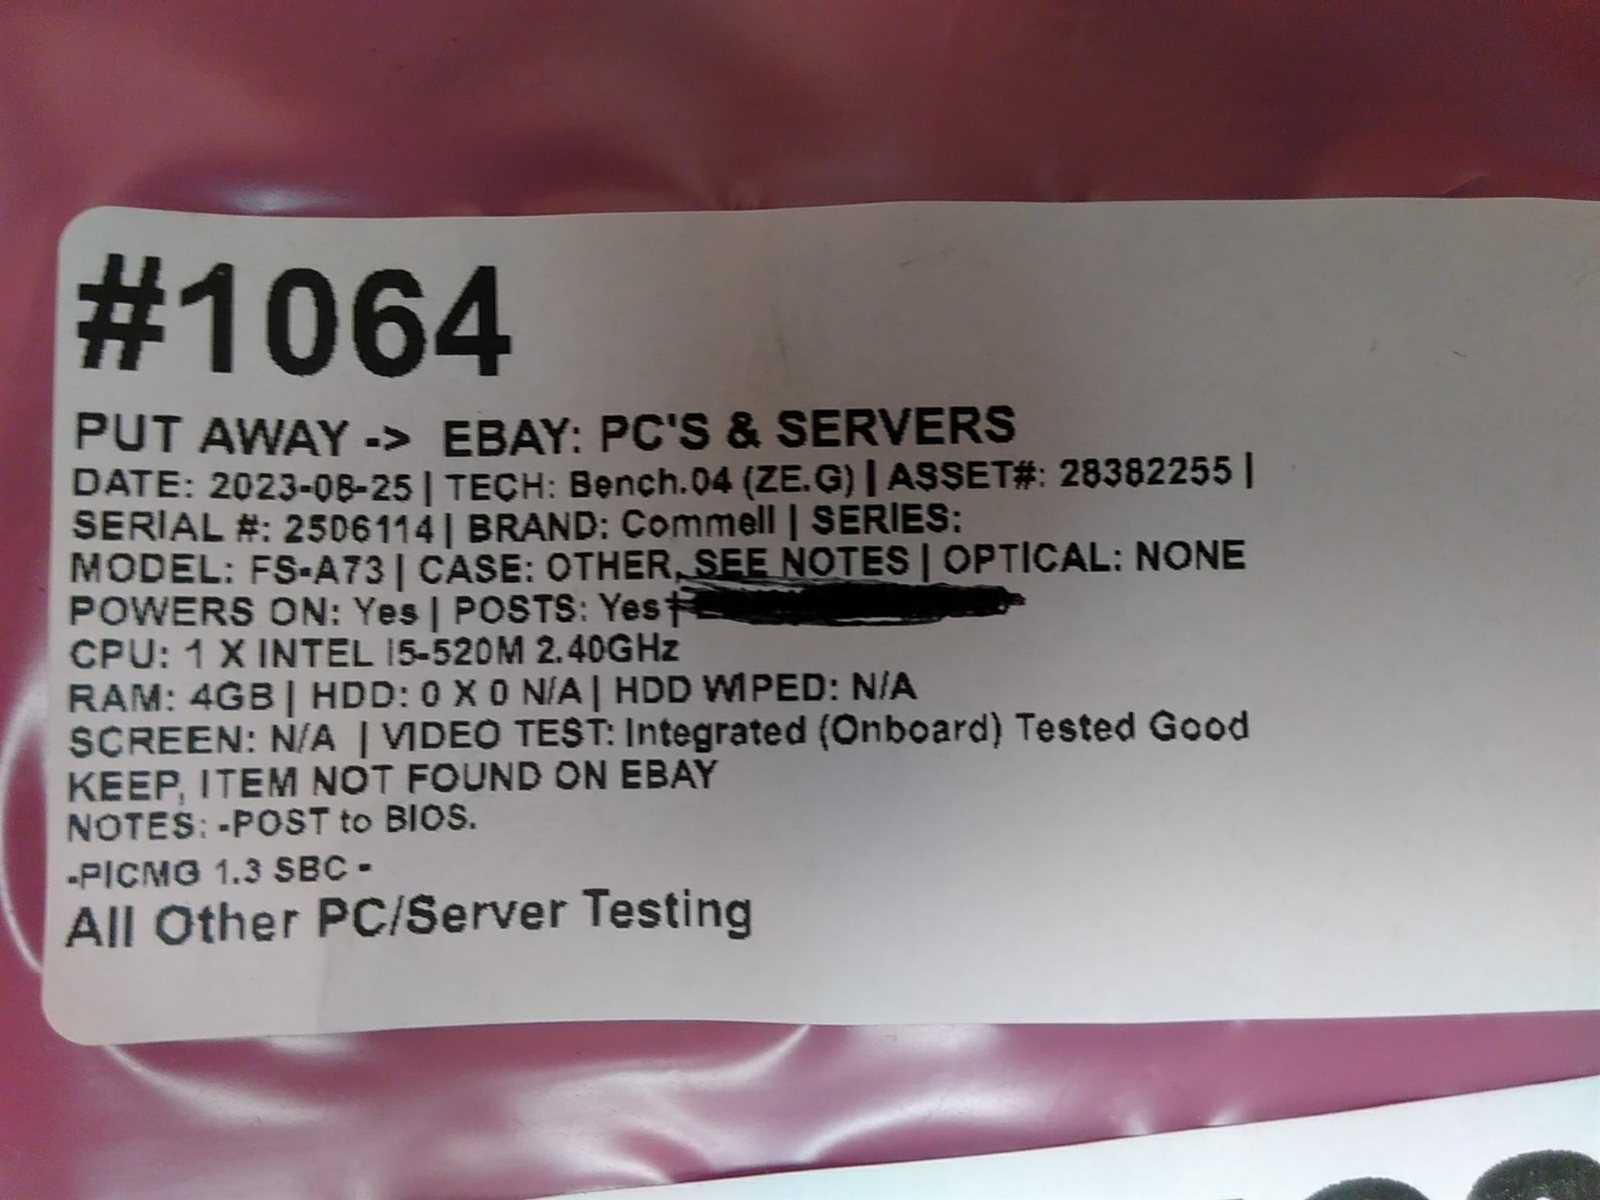 #1064
PUT AWAY -> EBAY: PC'S & SERVERS
DATE: 2023-08-25 | TECH: Bench.04 (ZE.G) | ASSET#: 28382255 |
SERIAL #: 2506114 | BRAND: Commell | SERIES:
MODEL: FS-A73 | CASE: OTHER, SEE NOTES | OPTICAL: NONE
POWERS ON: Yes | POSTS: Yes
CPU: 1 X INTEL I5-520M 2.40GHz
RAM: 4GB | HDD: 0 X 0 N/A | HDD WIPED: N/A
SCREEN: N/A | VIDEO TEST: Integrated (Onboard) Tested Good
KEEP, ITEM NOT FOUND ON EBAY
NOTES: -POST to BIOS.
-PICMG 1.3 SBC -
All Other PC/Server Testing